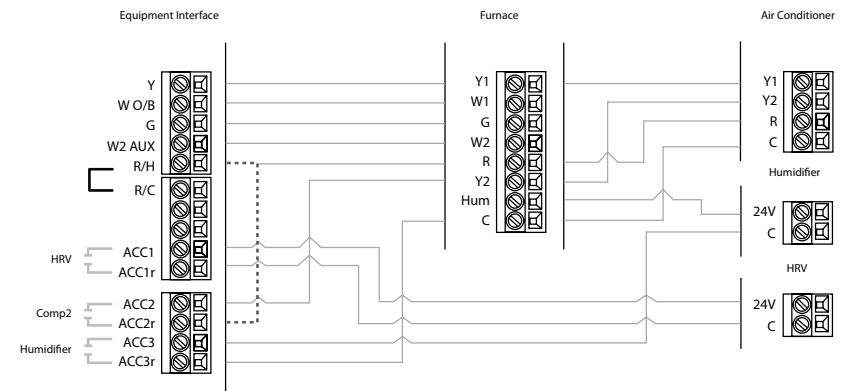 Equipment Interface
Furnace
Air Conditioner
Y
W O/B
G
W2 AUX
R/H
R/C
HRV
ACC1
ACC1r
Comp2
ACC2
ACC2r
Humidifier
ACC3
ACC3r
Y1
W1
G
W2
R
Y2
Hum
C
Y1
Y2
R
C
Humidifier
24V
C
HRV
24V
C